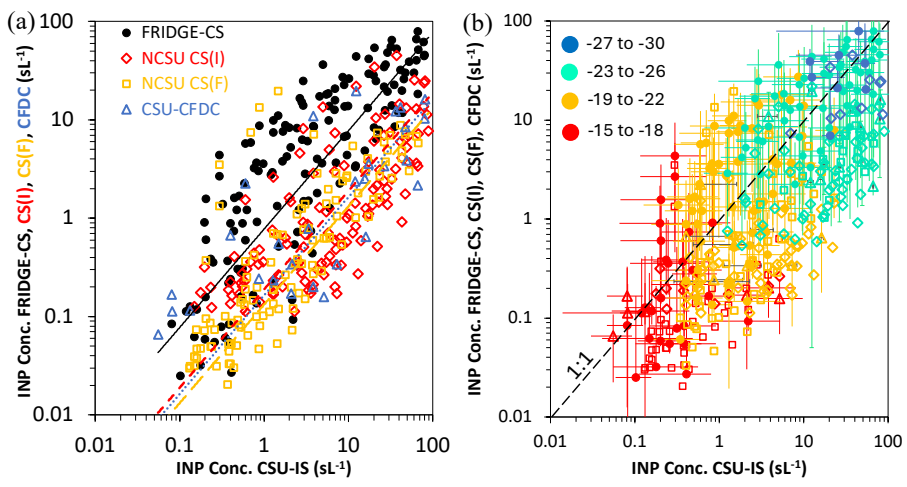 (a)
100
10
1
0.1
0.01
0.01
0.1
1
10
100
INP Conc. FRIDGE-CS, CS(I), CS(F), CFDC (sL⁻¹)
INP Conc. CSU-IS (sL⁻¹)
FRIDGE-CS
NCSU CS(I)
NCSU CS(F)
CSU-CFDC
(b)
100
10
1
0.1
0.01
0.01
0.1
1
10
100
INP Conc. FRIDGE-CS, CS(I), CS(F), CFDC (sL⁻¹)
INP Conc. CSU-IS (sL⁻¹)
-27 to -30
-23 to -26
-19 to -22
-15 to -18
1:1